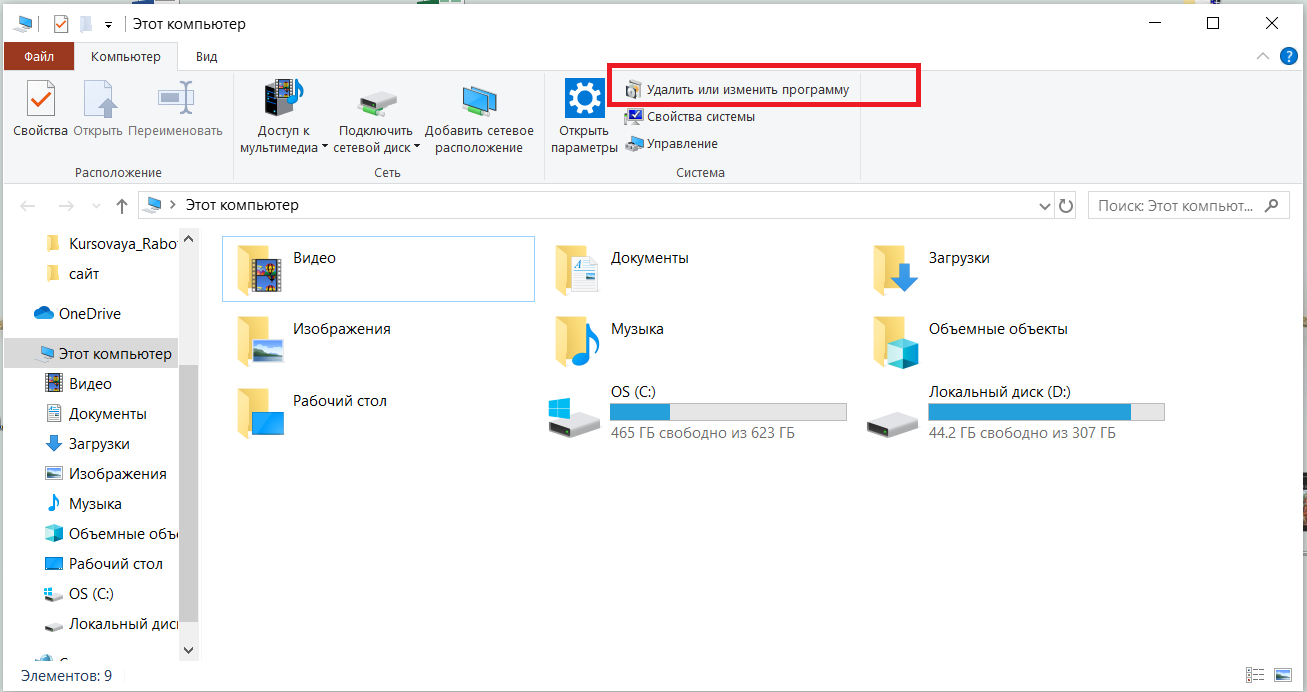 Этот компьютер
Файл
Компьютер
Вид
?
Свойства
Открыть
Переименовать
Расположение
Доступ к
мультимедиа
Подключить
сетевой диск
Добавить сетевое
расположение
Сеть
Открыть
параметры
Удалить или изменить программу
Свойства системы
Управление
Система
Этот компьютер
Поиск: Этот компьют...
Kursovaya_Rabo
сайт
OneDrive
Этот компьютер
Видео
Документы
Загрузки
Изображения
Музыка
Объемные объ
Рабочий стол
OS (C:)
Локальный дис
Видео
Документы
Загрузки
Изображения
Музыка
Объемные объекты
Рабочий стол
OS (C:)
465 ГБ свободно из 623 ГБ
Локальный диск (D:)
44.2 ГБ свободно из 307 ГБ
Элементов: 9